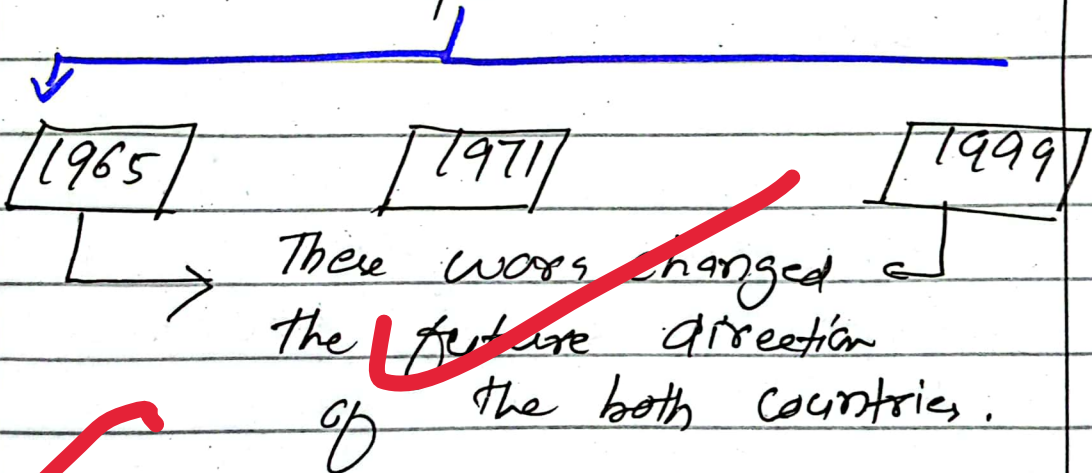 1965 1971 1999
These wars changed
the future direction
of the both countries.